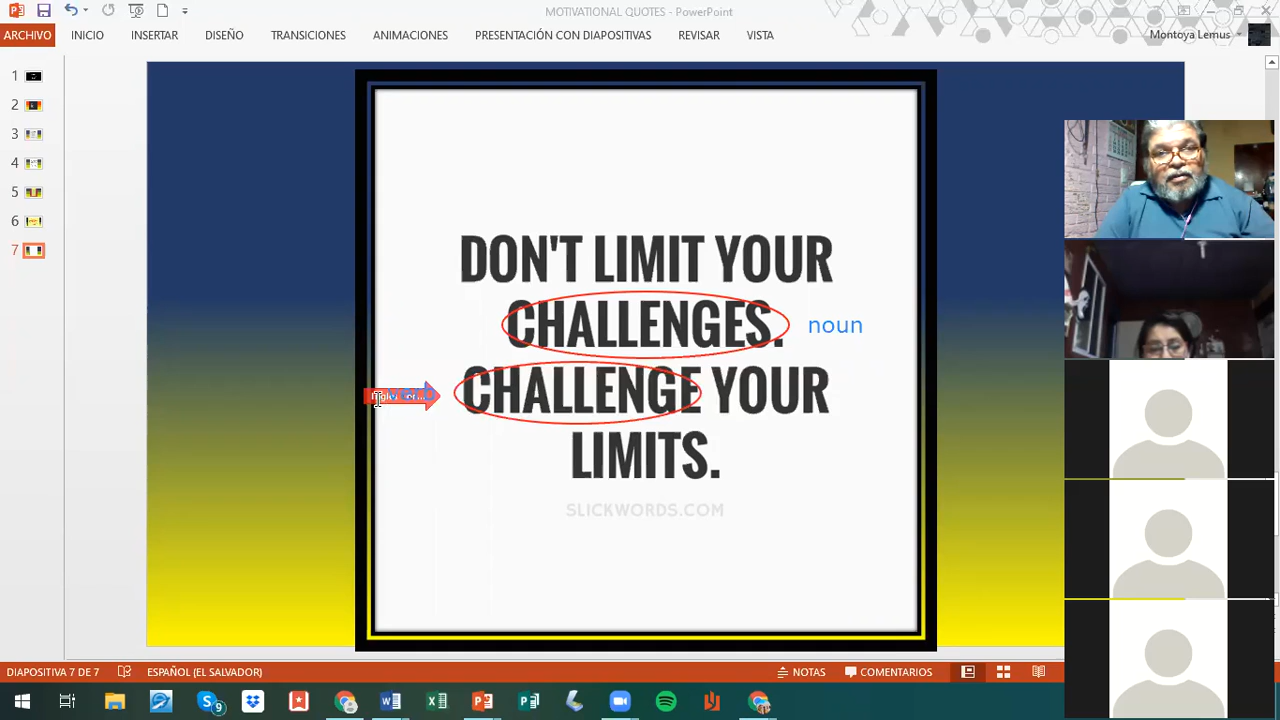 MOTIVATIONAL QUOTES - PowerPoint
ARCHIVO INICIO INSERTAR DISEÑO TRANSICIONES ANIMACIONES PRESENTACIÓN CON DIAPOSITIVAS REVISAR VISTA Montoya Lemus
1
2
3
4
5
6
7
DON'T LIMIT YOUR
CHALLENGES. noun
verb CHALLENGE YOUR
LIMITS.
SLICKWORDS.COM
DIAPOSITIVA 7 DE 7 ESPAÑOL (EL SALVADOR) NOTAS COMENTARIOS